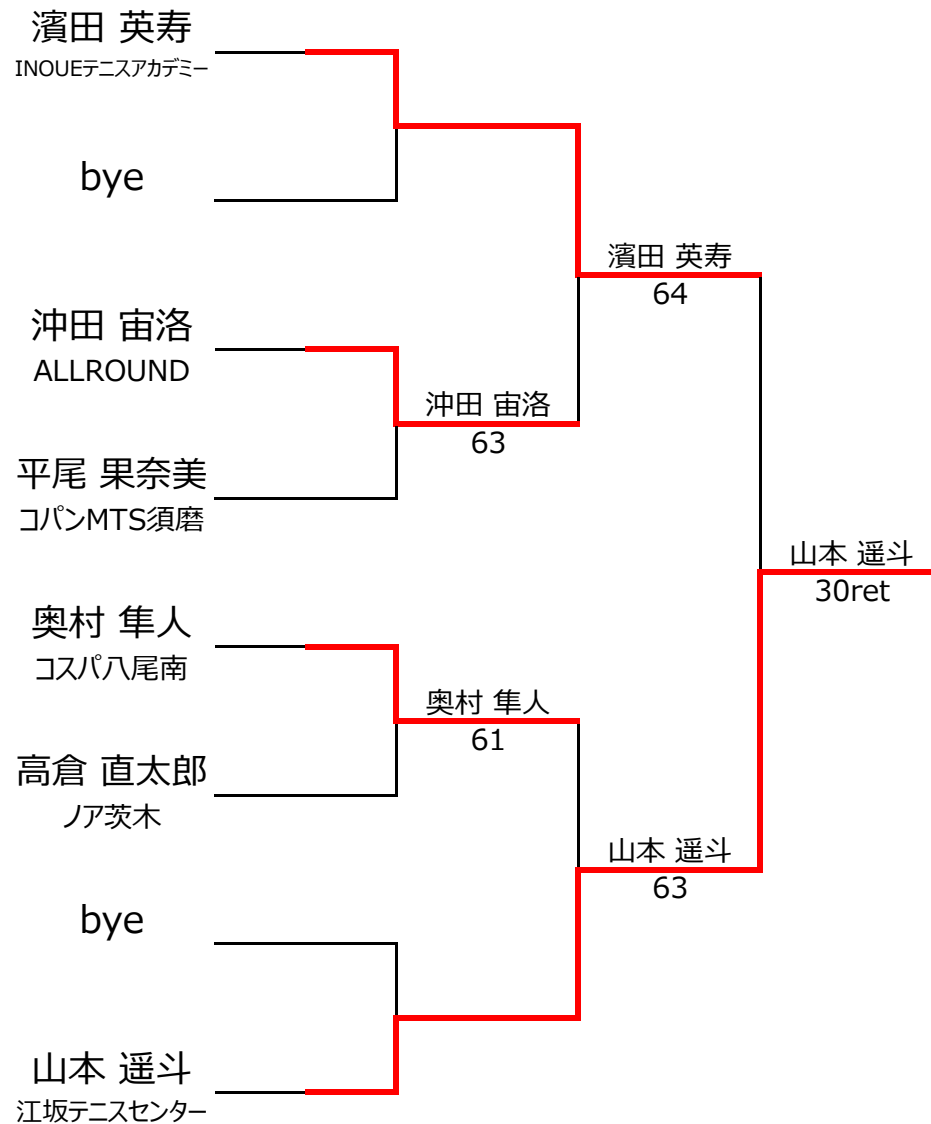 濱田 英寿
INOUEテニスアカデミー
bye
濱田 英寿
64
沖田 宙洛
ALLROUND
沖田 宙洛
63
平尾 果奈美
コパンMTS須磨
山本 遥斗
30ret
奥村 隼人
コスパ八尾南
奥村 隼人
61
高倉 直太郎
ノア茨木
山本 遥斗
63
bye
山本 遥斗
江坂テニスセンター